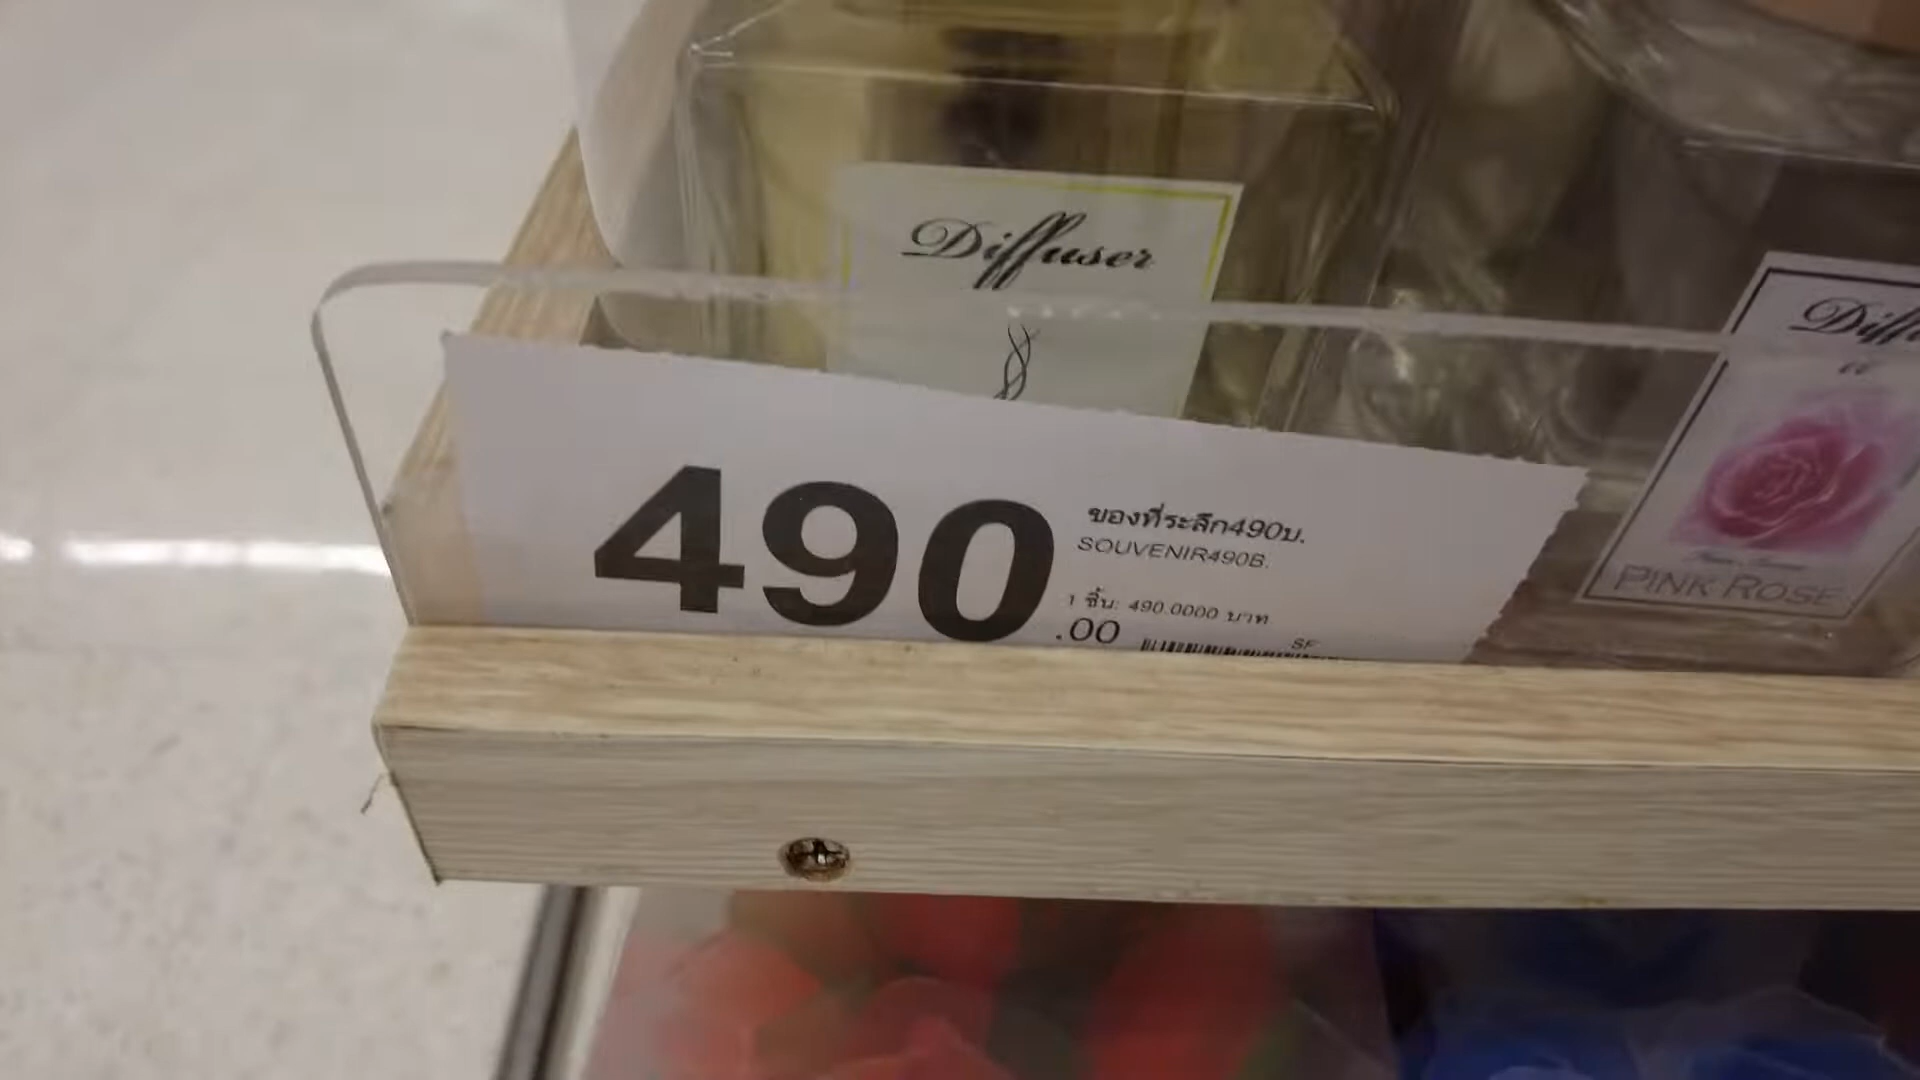 Diffuser
490
.00
ของที่ระลึก490บ.
SOUVENIR490B.
1 ชิ้น: 490.0000 บาท
SF
Diff
PINK ROSE